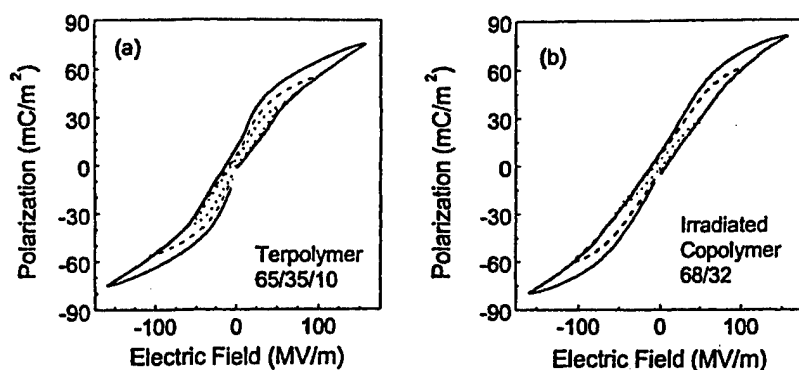 (a)
Polarization (mC/m²)
90
60
30
0
-30
-60
-90
-100
0
100
Electric Field (MV/m)
Terpolymer
65/35/10
(b)
Polarization (mC/m²)
90
60
30
0
-30
-60
-90
-100
0
100
Electric Field (MV/m)
Irradiated
Copolymer
68/32